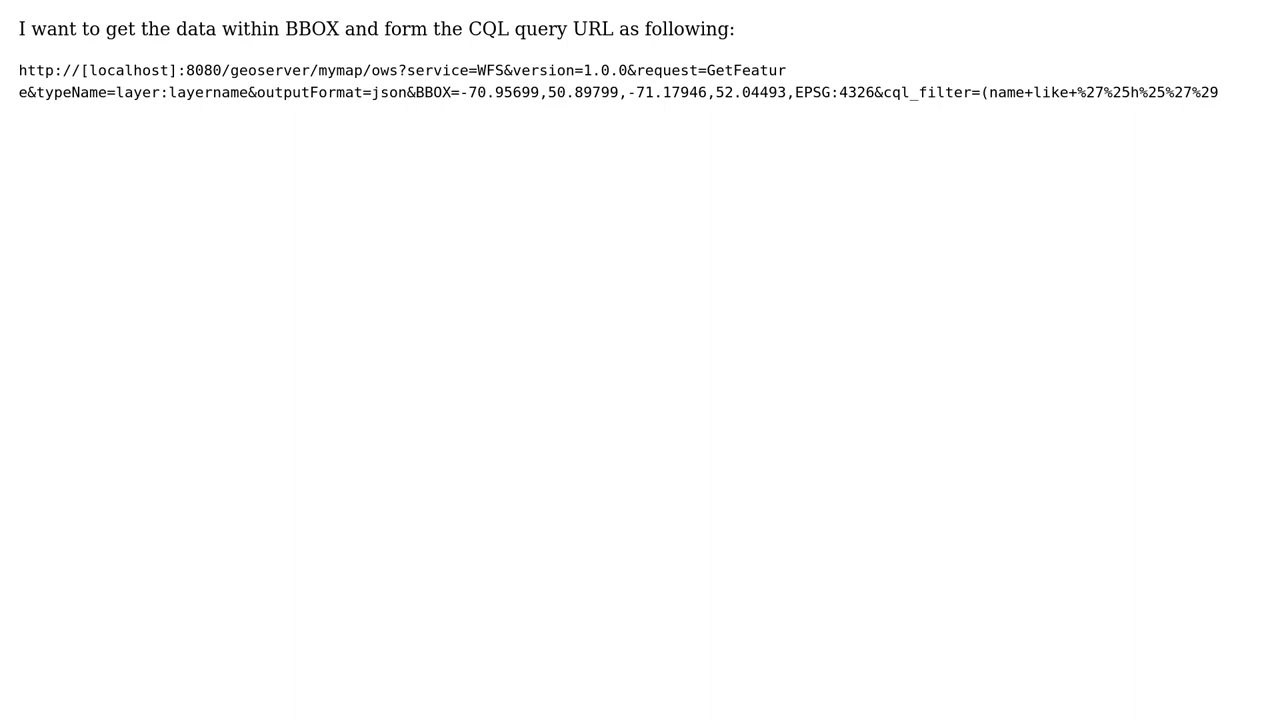 I want to get the data within BBOX and form the CQL query URL as following:
http://[localhost]:8080/geoserver/mymap/ows?service=WFS&version=1.0.0&request=GetFeatur
e&typeName=layer:layername&outputFormat=json&BBOX=-70.95699,50.89799,-71.17946,52.04493,EPSG:4326&cql_filter=(name+like+%27%25h%25%27%29